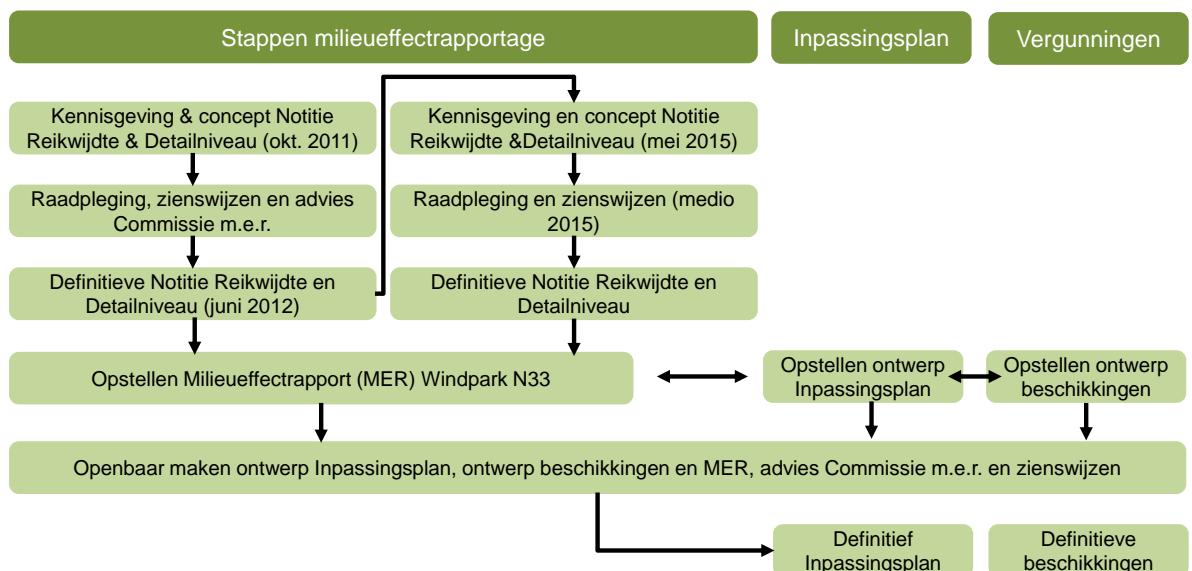 Stappen milieueffectrapportage
Inpassingsplan
Vergunningen
Kennisgeving & concept Notitie
Reikwijdte & Detailniveau (okt. 2011)
Kennisgeving en concept Notitie
Reikwijdte &Detailniveau (mei 2015)
Raadpleging, zienswijzen en advies
Commissie m.e.r.
Raadpleging en zienswijzen (medio
2015)
Definitieve Notitie Reikwijdte en
Detailniveau (juni 2012)
Definitieve Notitie Reikwijdte en
Detailniveau
Opstellen Milieueffectrapport (MER) Windpark N33
Opstellen ontwerp
Inpassingsplan
Opstellen ontwerp
beschikkingen
Openbaar maken ontwerp Inpassingsplan, ontwerp beschikkingen en MER, advies Commissie m.e.r. en zienswijzen
Definitief
Inpassingsplan
Definitieve
beschikkingen